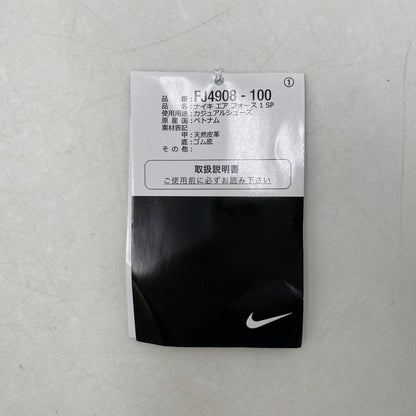 ①
品 番 : FJ4908 - 100
品 名 : ナイキ エア フォース 1 SP
使用用途 : カジュアルシューズ
原 産 国 : ベトナム
素材表記
甲 : 天然皮革
底 : ゴム底
そ の 他 :
取扱説明書
ご使用前に必ずお読み下さい